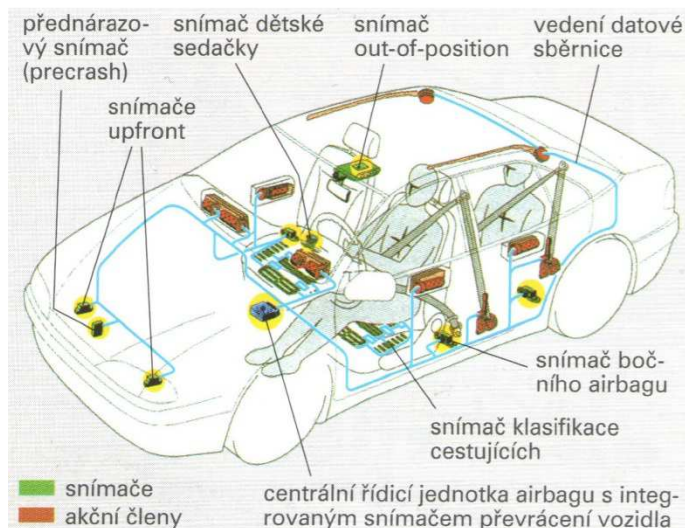 přednárazo-
vý snímač
(precrash)
snímač dětské
sedačky
snímač
out-of-position
vedení datové
sběrnice
snímače
upfront
snímač boč-
ního airbagu
snímač klasifikace
cestujících
snímače
akční členy
centrální řídicí jednotka airbagu s integ-
rovaným snímačem převrácení vozidla